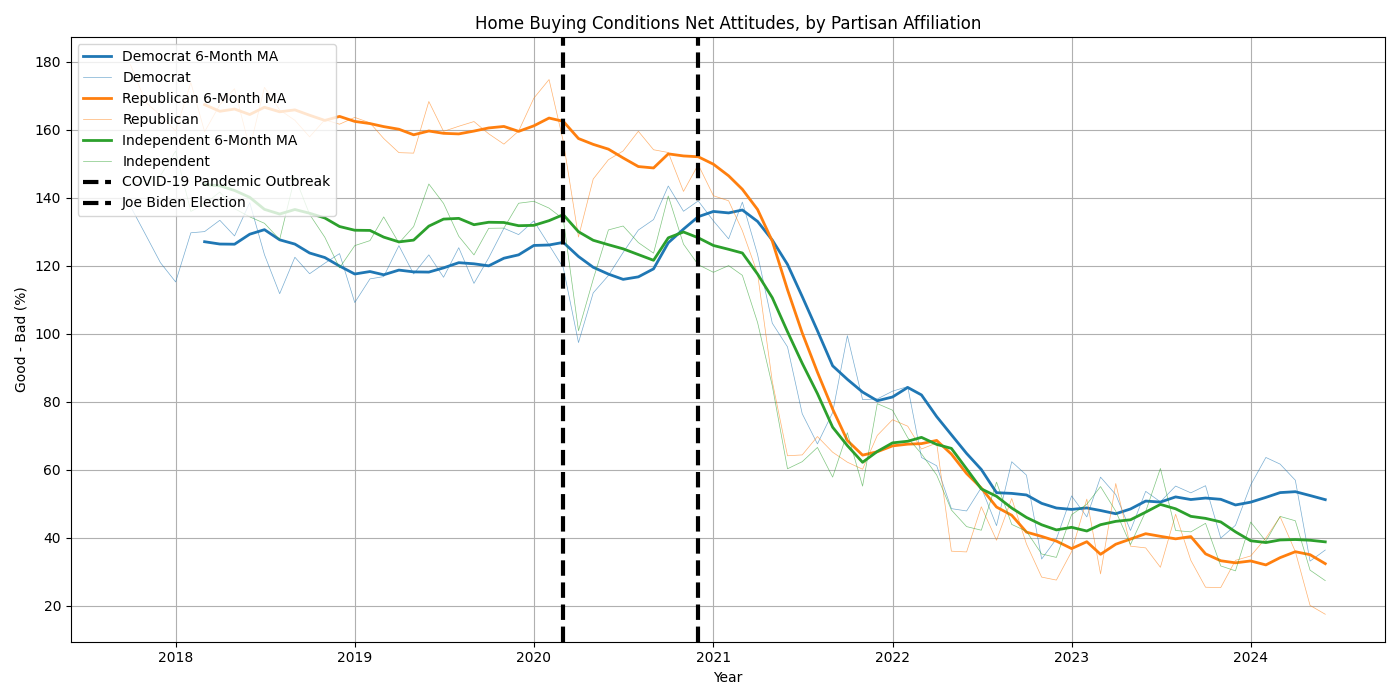 Home Buying Conditions Net Attitudes, by Partisan Affiliation
Democrat 6-Month MA
Democrat
Republican 6-Month MA
Republican
Independent 6-Month MA
Independent
COVID-19 Pandemic Outbreak
Joe Biden Election
Good - Bad (%)
180
160
140
120
100
80
60
40
20
2018
2019
2020
2021
2022
2023
2024
Year